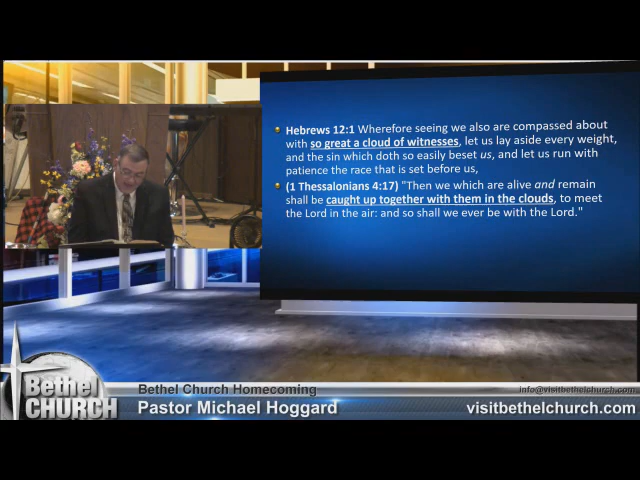 Hebrews 12:1 Wherefore seeing we also are compassed about
with so great a cloud of witnesses, let us lay aside every weight,
and the sin which doth so easily beset us, and let us run with
patience the race that is set before us,
(1 Thessalonians 4:17) "Then we which are alive and remain
shall be caught up together with them in the clouds, to meet
the Lord in the air: and so shall we ever be with the Lord."
Bethel
CHURCH
Bethel Church Homecoming
info@visitbethelchurch.com
Pastor Michael Hoggard
visitbethelchurch.com